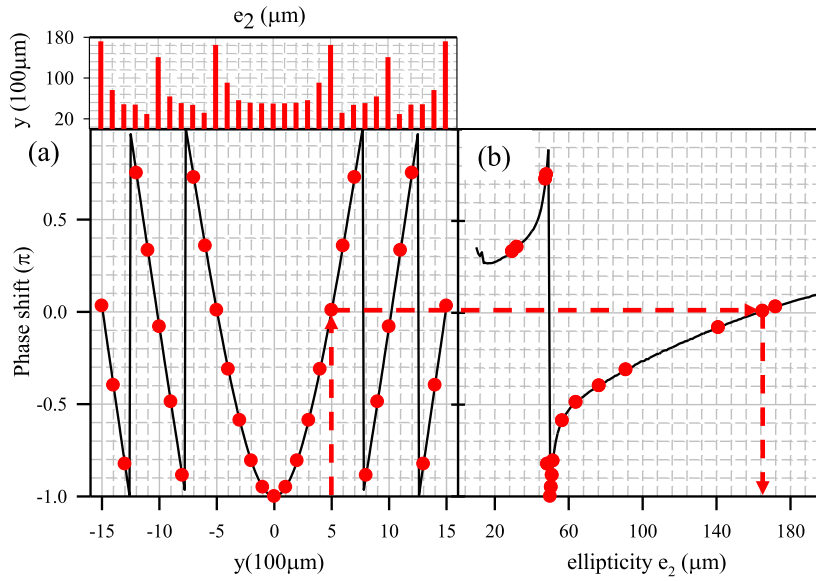 e2 (μm)
y (100μm)
180
100
20
(a)
(b)
Phase shift (π)
0.5
0.0
-0.5
-1.0
-15 -10 -5 0 5 10 15
y(100μm)
20 60 100 140 180
ellipticity e2 (μm)